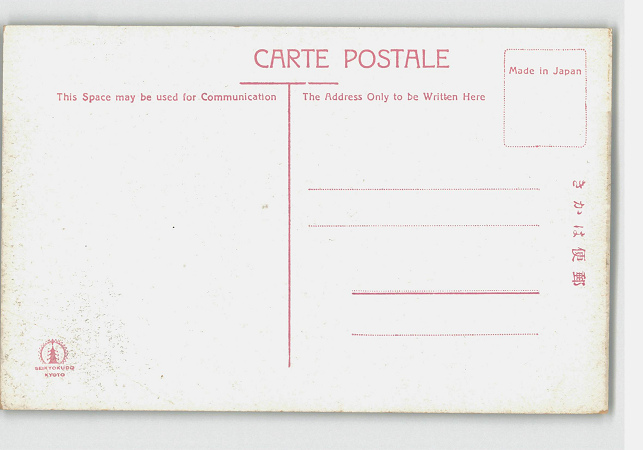 CARTE POSTALE
Made in Japan
This Space may be used for Communication
The Address Only to be Written Here
きかは便郵
SEIKYOKUDO
KYOTO